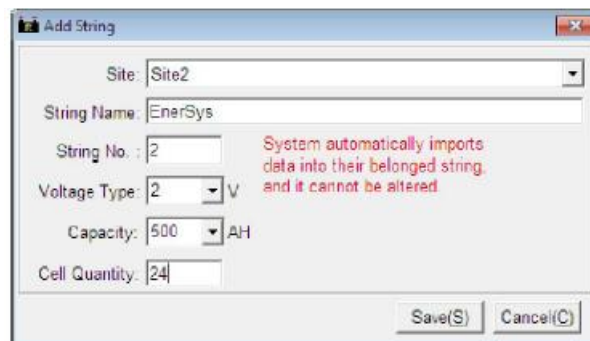 Add String
Site: Site2
String Name: EnerSys
String No. : 2
System automatically imports
data into their belonged string,
and it cannot be altered
Voltage Type: 2 V
Capacity: 500 AH
Cell Quantity: 24
Save(S) Cancel(C)